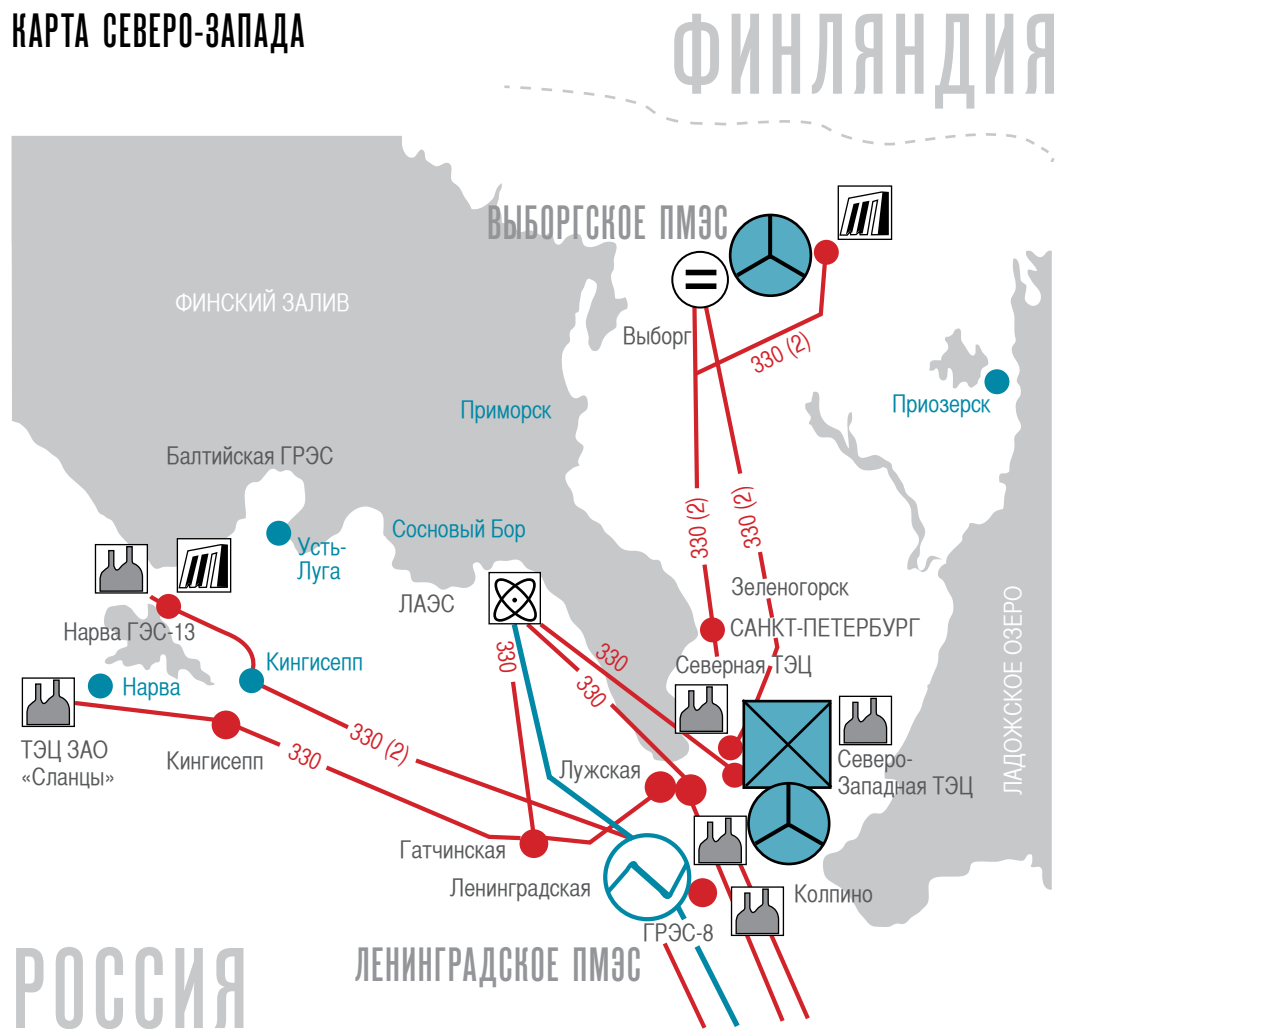 КАРТА СЕВЕРО-ЗАПАДА
ФИНЛЯНДИЯ
ВЫБОРГСКОЕ ПМЭС
ФИНСКИЙ ЗАЛИВ
Выборг
330 (2)
Приморск
Приозерск
Балтийская ГРЭС
Сосновый Бор
330 (2)
330 (2)
Усть-
Луга
Зеленогорск
ЛАЭС
САНКТ-ПЕТЕРБУРГ
Нарва ГЭС-13
330
330
330
Северная ТЭЦ
ЛАДОЖСКОЕ ОЗЕРО
Кингисепп
Нарва
330 (2)
ТЭЦ ЗАО
«Сланцы»
Кингисепп
330
Лужская
Северо-
Западная ТЭЦ
Гатчинская
Ленинградская
Колпино
ГРЭС-8
ЛЕНИНГРАДСКОЕ ПМЭС
РОССИЯ